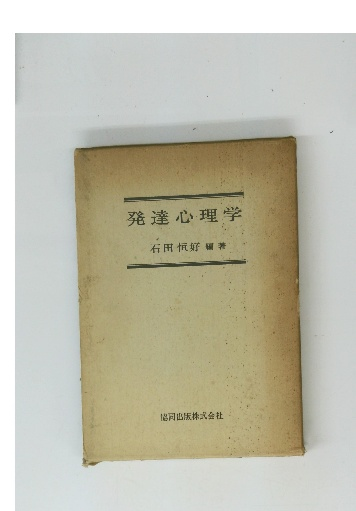 発達心理学
石田恒好 編著
協同出版株式会社